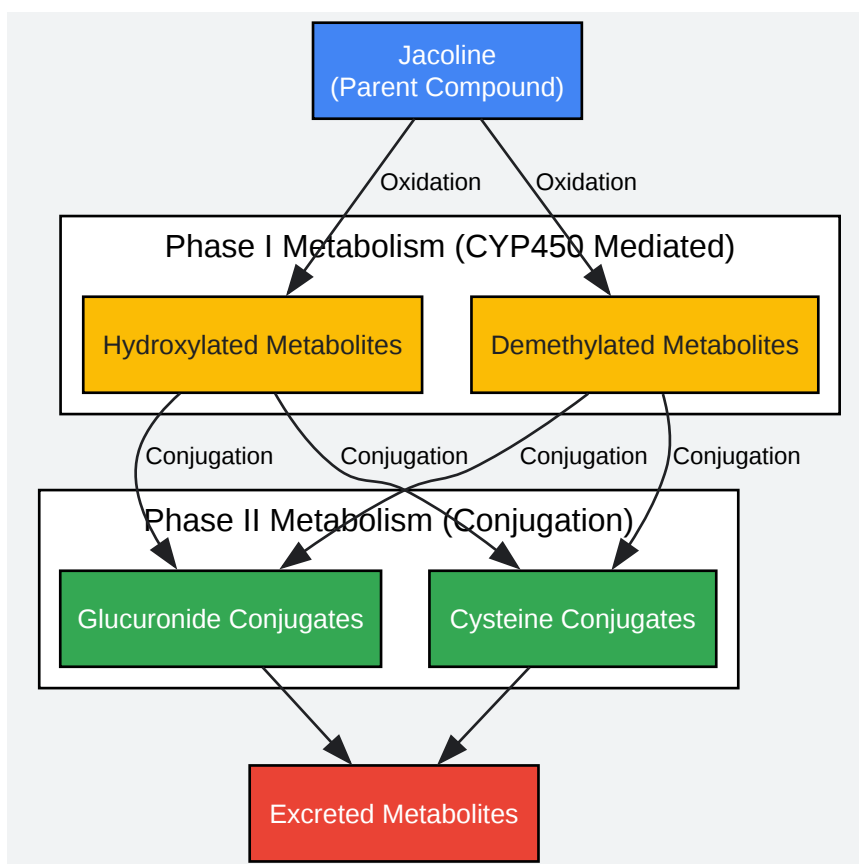 Jacoline
(Parent Compound)
Oxidation
Oxidation
Phase I Metabolism (CYP450 Mediated)
Hydroxylated Metabolites
Demethylated Metabolites
Conjugation
Conjugation
Conjugation
Conjugation
Phase II Metabolism (Conjugation)
Glucuronide Conjugates
Cysteine Conjugates
Excreted Metabolites